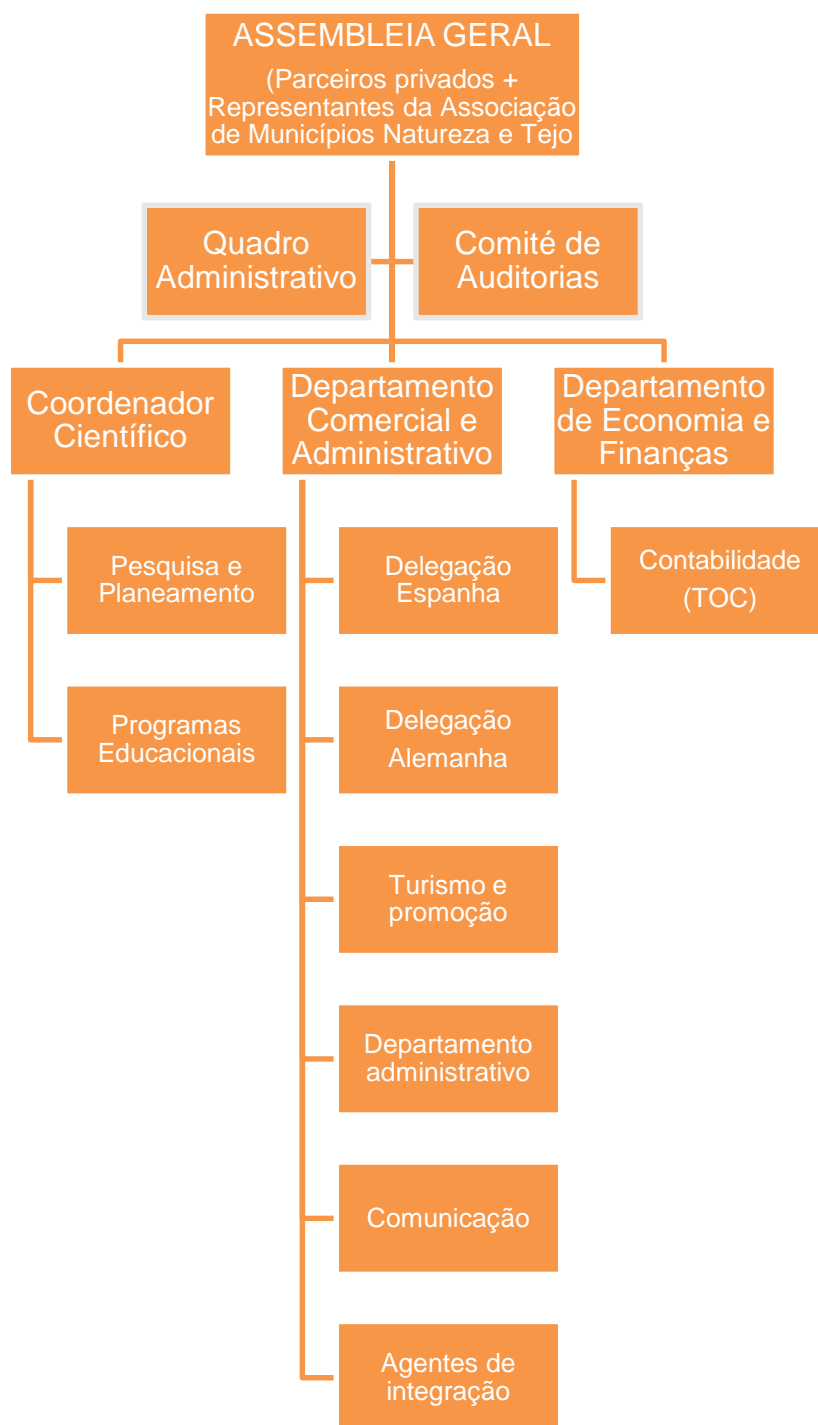 ASSEMBLEIA GERAL
(Parceiros privados +
Representantes da Associação
de Municípios Natureza e Tejo
Quadro
Administrativo
Comité de
Auditorias
Coordenador
Científico
Pesquisa e
Planeamento
Programas
Educacionais
Departamento
Comercial e
Administrativo
Delegação
Espanha
Delegação
Alemanha
Turismo e
promoção
Departamento
administrativo
Comunicação
Agentes de
integração
Departamento
de Economia e
Finanças
Contabilidade
(TOC)